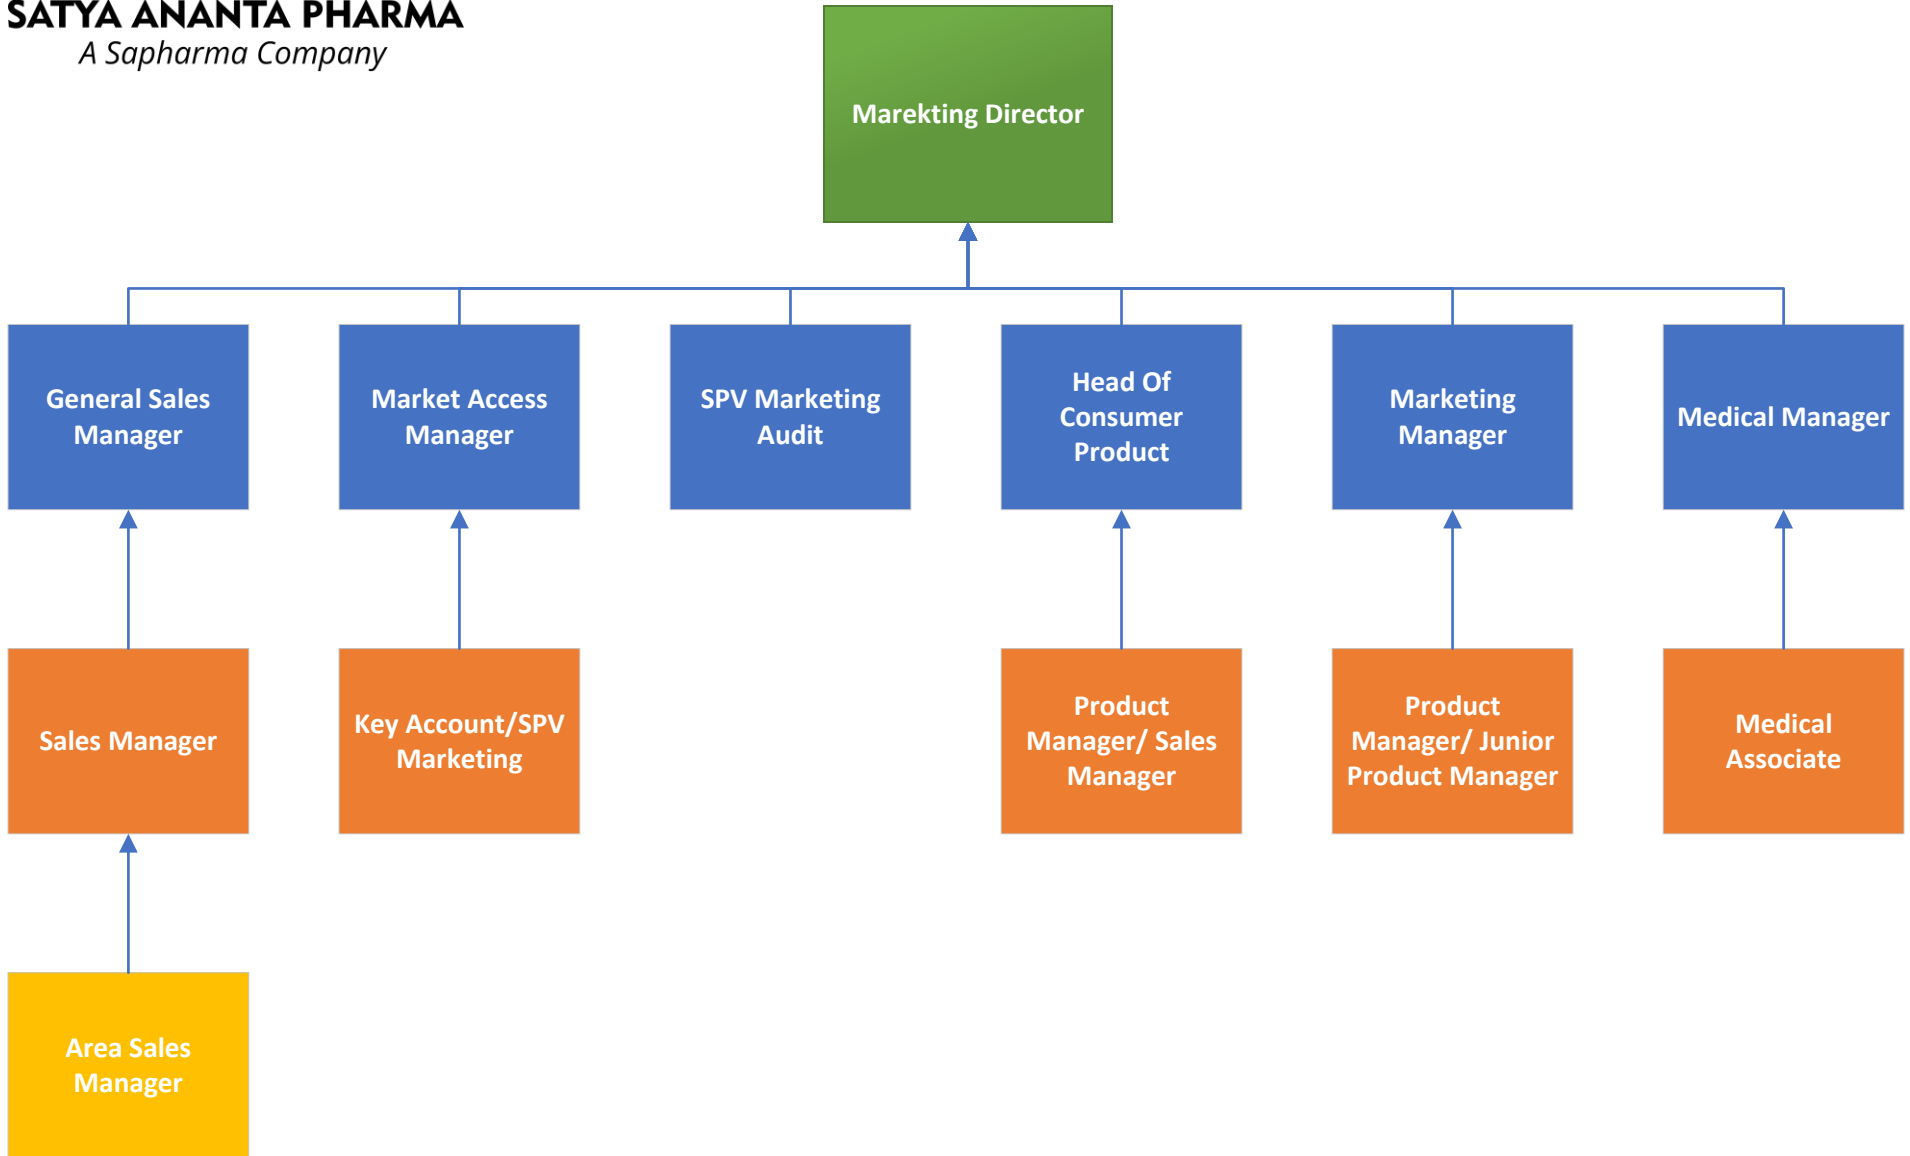 SATYA ANANTA PHARMA
A Sapharma Company
Marekting Director
General Sales
Manager
Market Access
Manager
SPV Marketing
Audit
Head Of
Consumer
Product
Marketing
Manager
Medical Manager
Sales Manager
Key Account/SPV
Marketing
Product
Manager/ Sales
Manager
Product
Manager/ Junior
Product Manager
Medical
Associate
Area Sales
Manager